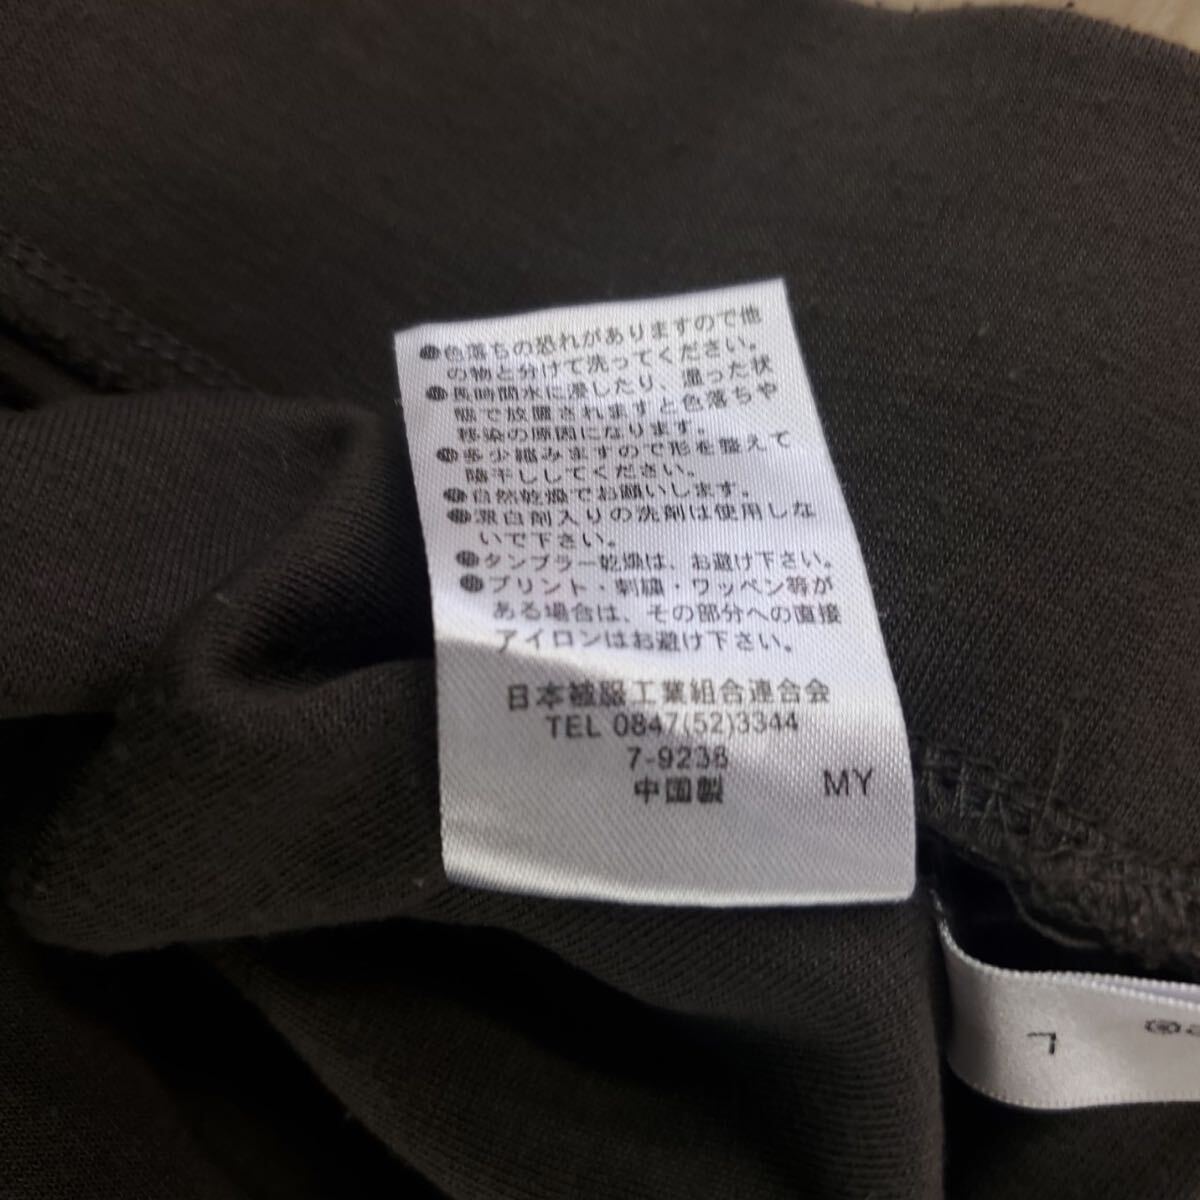 ●色落ちの恐れがありますので他
の物と分けて洗ってください。
●長時間水に浸したり、湿った状
態で放置されますと色落ちや
移染の原因になります。
●多少縮みますので形を整えて
陰干ししてください。
●自然乾燥でお願いします。
●漂白剤入りの洗剤は使用しな
いで下さい。
●タンブラー乾燥は、お避け下さい。
●プリント・刺繍・ワッペン等が
ある場合は、その部分への直接
アイロンはお避け下さい。
日本被服工業組合連合会
TEL 0847(52)3344
7-9238
中国製
MY
L